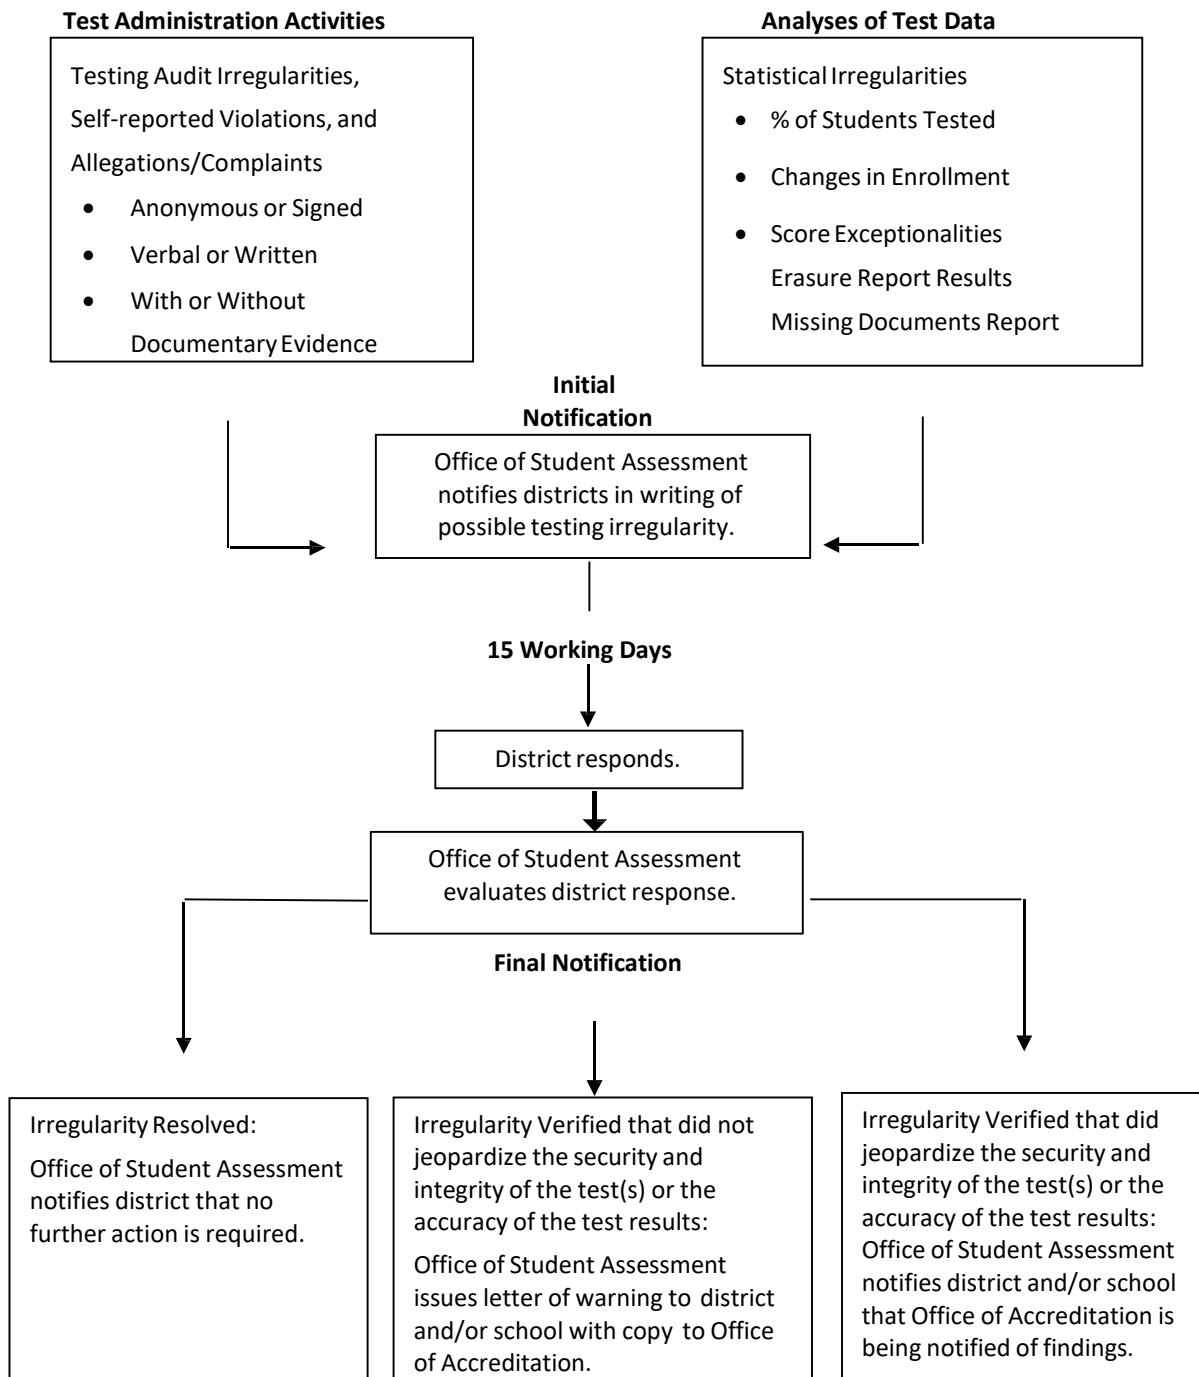 Test Administration Activities
Testing Audit Irregularities,
Self-reported Violations, and
Allegations/Complaints
• Anonymous or Signed
• Verbal or Written
• With or Without
Documentary Evidence
Analyses of Test Data
Statistical Irregularities
• % of Students Tested
• Changes in Enrollment
• Score Exceptionalities
Erasure Report Results
Missing Documents Report
Initial
Notification
Office of Student Assessment
notifies districts in writing of
possible testing irregularity.
15 Working Days
District responds.
Office of Student Assessment
evaluates district response.
Final Notification
Irregularity Resolved:
Office of Student Assessment
notifies district that no
further action is required.
Irregularity Verified that did not
jeopardize the security and
integrity of the test(s) or the
accuracy of the test results:
Office of Student Assessment
issues letter of warning to district
and/or school with copy to Office
of Accreditation.
Irregularity Verified that did
jeopardize the security and
integrity of the test(s) or the
accuracy of the test results:
Office of Student Assessment
notifies district and/or school
that Office of Accreditation is
being notified of findings.